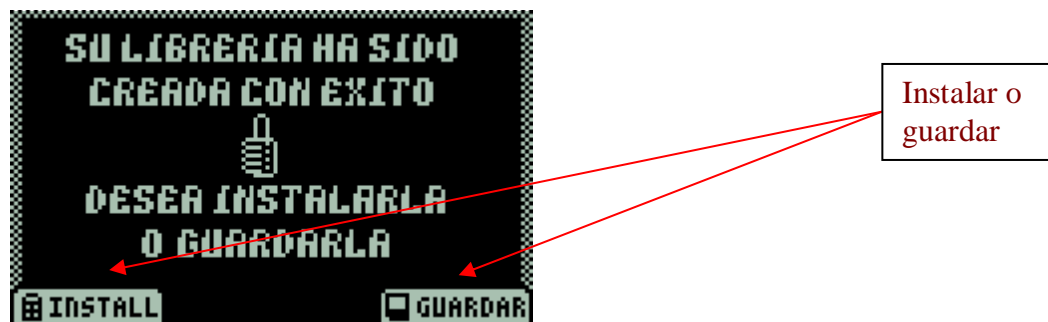 SU LIBRERIA HA SIDO
CREADA CON EXITO
DESEA INSTALARLA
O GUARDARLA
INSTALL
GUARDAR
Instalar o
guardar